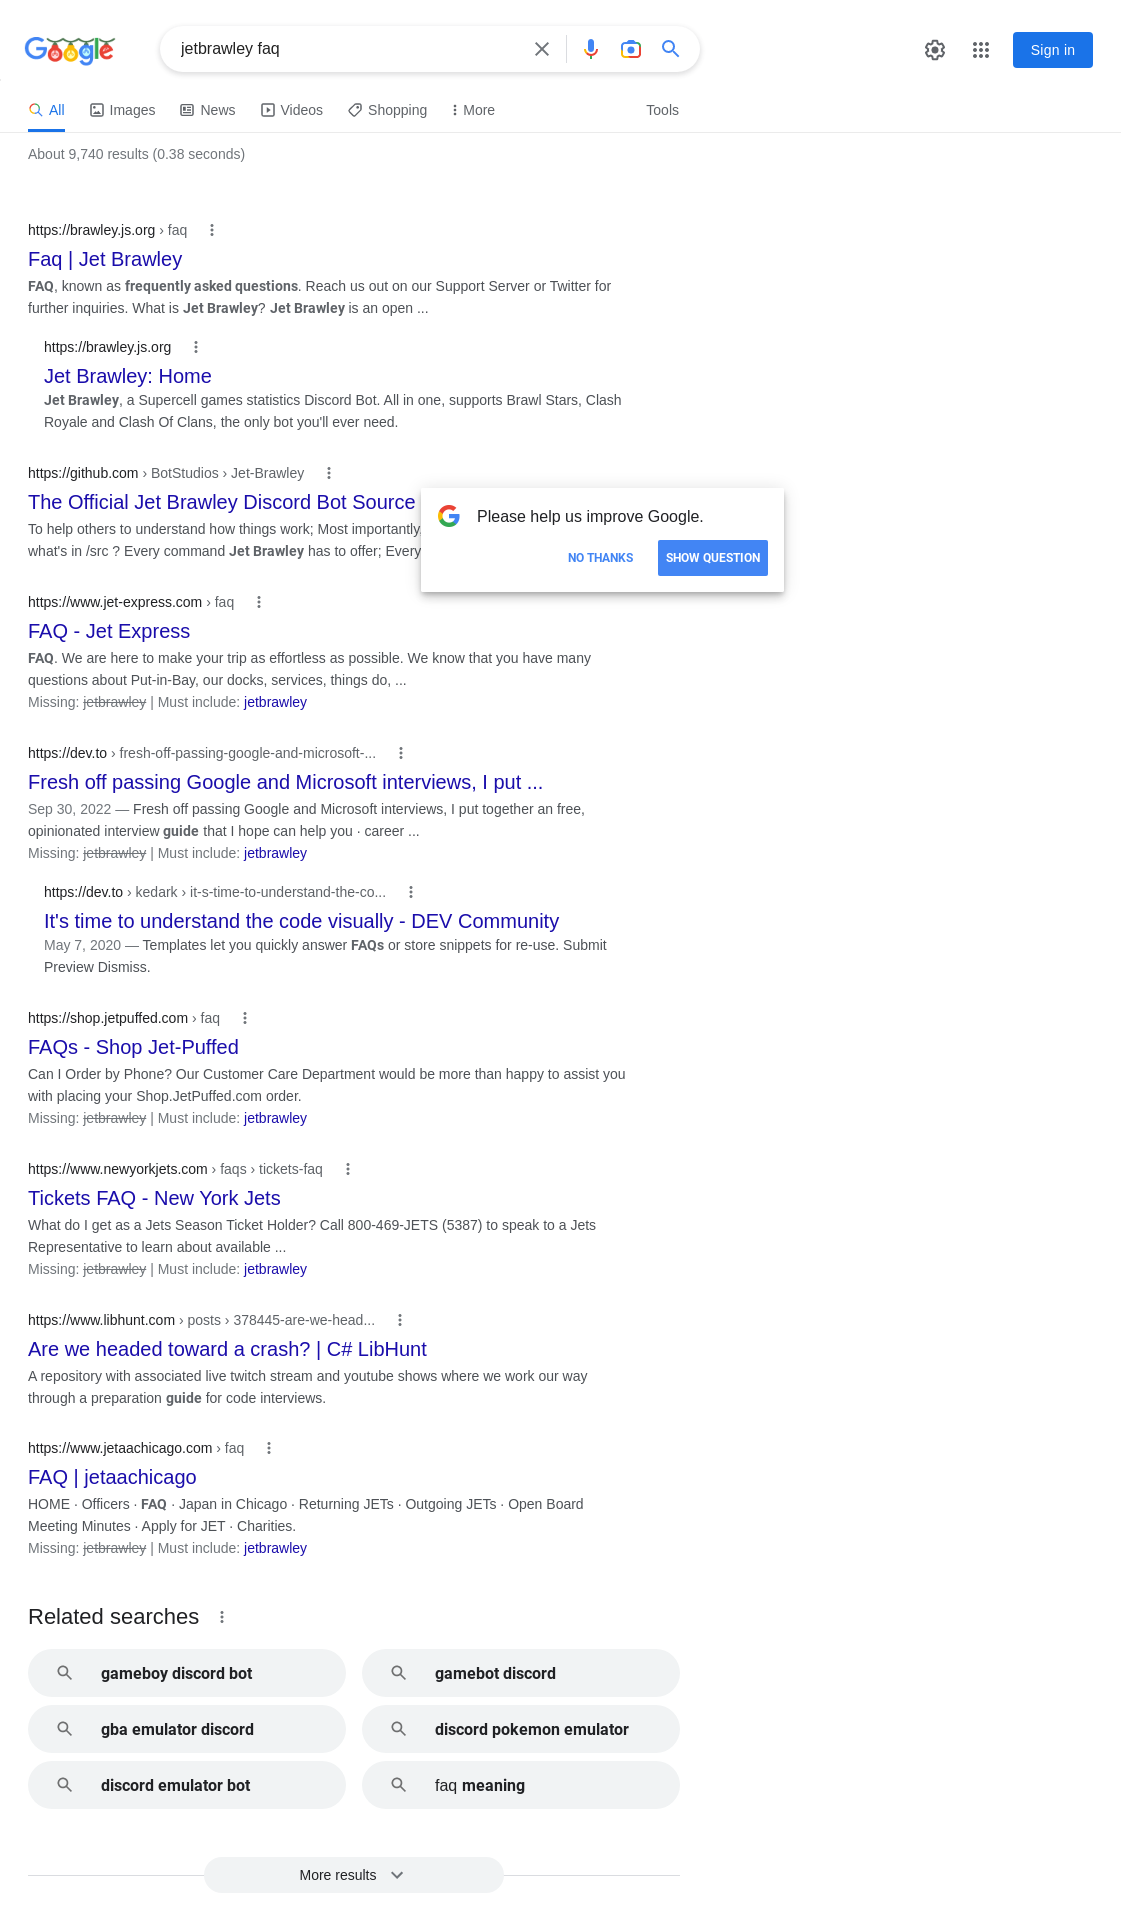 Google
jetbrawley faq
Sign in
All
Images
News
Videos
Shopping
More
Tools
About 9,740 results (0.38 seconds)
https://brawley.js.org › faq
Faq | Jet Brawley
FAQ, known as frequently asked questions. Reach us out on our Support Server or Twitter for
further inquiries. What is Jet Brawley? Jet Brawley is an open ...
https://brawley.js.org
Jet Brawley: Home
Jet Brawley, a Supercell games statistics Discord Bot. All in one, supports Brawl Stars, Clash
Royale and Clash Of Clans, the only bot you'll ever need.
https://github.com › BotStudios › Jet-Brawley
The Official Jet Brawley Discord Bot Source
To help others to understand how things work; Most importantly,
what's in /src ? Every command Jet Brawley has to offer; Every
Please help us improve Google.
NO THANKS
SHOW QUESTION
https://www.jet-express.com › faq
FAQ - Jet Express
FAQ. We are here to make your trip as effortless as possible. We know that you have many
questions about Put-in-Bay, our docks, services, things do, ...
Missing: jetbrawley | Must include: jetbrawley
https://dev.to › fresh-off-passing-google-and-microsoft-...
Fresh off passing Google and Microsoft interviews, I put ...
Sep 30, 2022 — Fresh off passing Google and Microsoft interviews, I put together an free,
opinionated interview guide that I hope can help you · career ...
Missing: jetbrawley | Must include: jetbrawley
https://dev.to › kedark › it-s-time-to-understand-the-co...
It's time to understand the code visually - DEV Community
May 7, 2020 — Templates let you quickly answer FAQs or store snippets for re-use. Submit
Preview Dismiss.
https://shop.jetpuffed.com › faq
FAQs - Shop Jet-Puffed
Can I Order by Phone? Our Customer Care Department would be more than happy to assist you
with placing your Shop.JetPuffed.com order.
Missing: jetbrawley | Must include: jetbrawley
https://www.newyorkjets.com › faqs › tickets-faq
Tickets FAQ - New York Jets
What do I get as a Jets Season Ticket Holder? Call 800-469-JETS (5387) to speak to a Jets
Representative to learn about available ...
Missing: jetbrawley | Must include: jetbrawley
https://www.libhunt.com › posts › 378445-are-we-head...
Are we headed toward a crash? | C# LibHunt
A repository with associated live twitch stream and youtube shows where we work our way
through a preparation guide for code interviews.
https://www.jetaachicago.com › faq
FAQ | jetaachicago
HOME · Officers · FAQ · Japan in Chicago · Returning JETs · Outgoing JETs · Open Board
Meeting Minutes · Apply for JET · Charities.
Missing: jetbrawley | Must include: jetbrawley
Related searches
gameboy discord bot
gamebot discord
gba emulator discord
discord pokemon emulator
discord emulator bot
faq meaning
More results